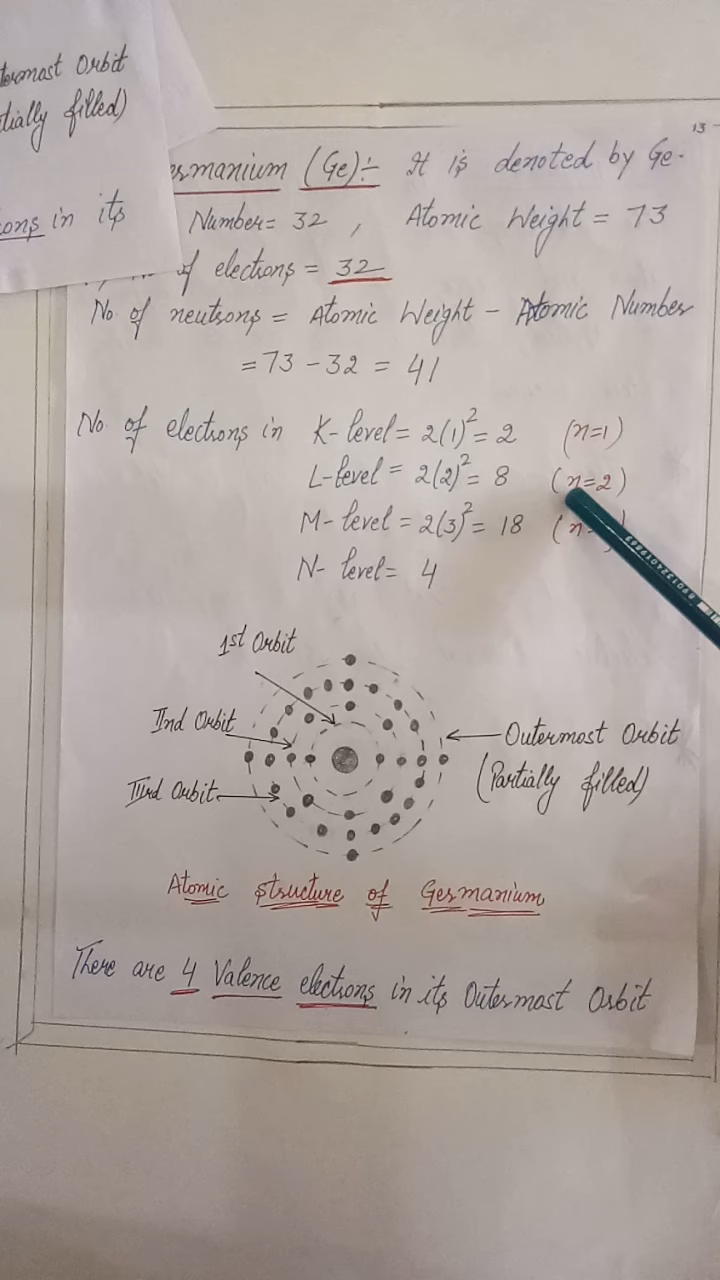 termost Orbit
tially filled)
ons in its
13
ermanium (Ge):- It is denoted by Ge.
Number = 32 , Atomic Weight = 73
of elections = 32
No. of neutrons = Atomic Weight - Atomic Number
= 73 - 32 = 41
No. of electrons in K-level = 2(1)² = 2 (n=1)
L-level = 2(2)² = 8 (n=2)
M-level = 2(3)² = 18 (n=
N-level = 4
1st Orbit
IInd Orbit
Outermost Orbit
(Partially filled)
IIIrd Orbit
Atomic structure of Germanium
There are 4 Valence electrons in its Outermost Orbit
8901324019863